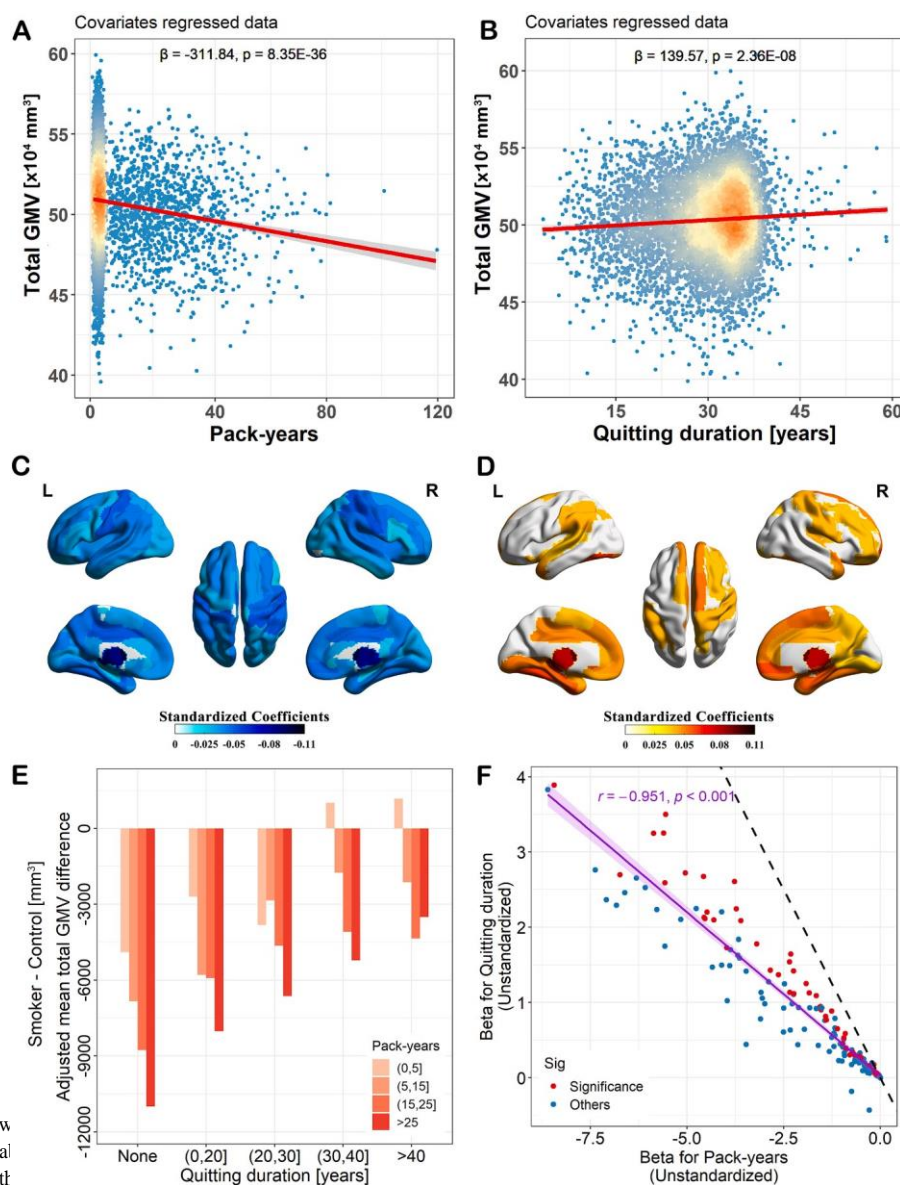 A
Covariates regressed data
β = -311.84, p = 8.35E-36
Total GMV [x10⁴ mm³]
60
55
50
45
40
0
40
80
120
Pack-years
B
Covariates regressed data
β = 139.57, p = 2.36E-08
Total GMV [x10⁴ mm³]
60
55
50
45
40
15
30
45
60
Quitting duration [years]
C
L
R
Standardized Coefficients
0 -0.025 -0.05 -0.08 -0.11
D
L
R
Standardized Coefficients
0 0.025 0.05 0.08 0.11
E
Smoker - Control [mm³]
Adjusted mean total GMV difference
0
-3000
-6000
-9000
-12000
Pack-years
(0,5]
(5,15]
(15,25]
>25
None
(0,20]
(20,30]
(30,40]
>40
Quitting duration [years]
F
r = −0.951, p < 0.001
Beta for Quitting duration
(Unstandardized)
4
3
2
1
0
Sig
Significance
Others
-7.5
-5.0
-2.5
0.0
Beta for Pack-years
(Unstandardized)